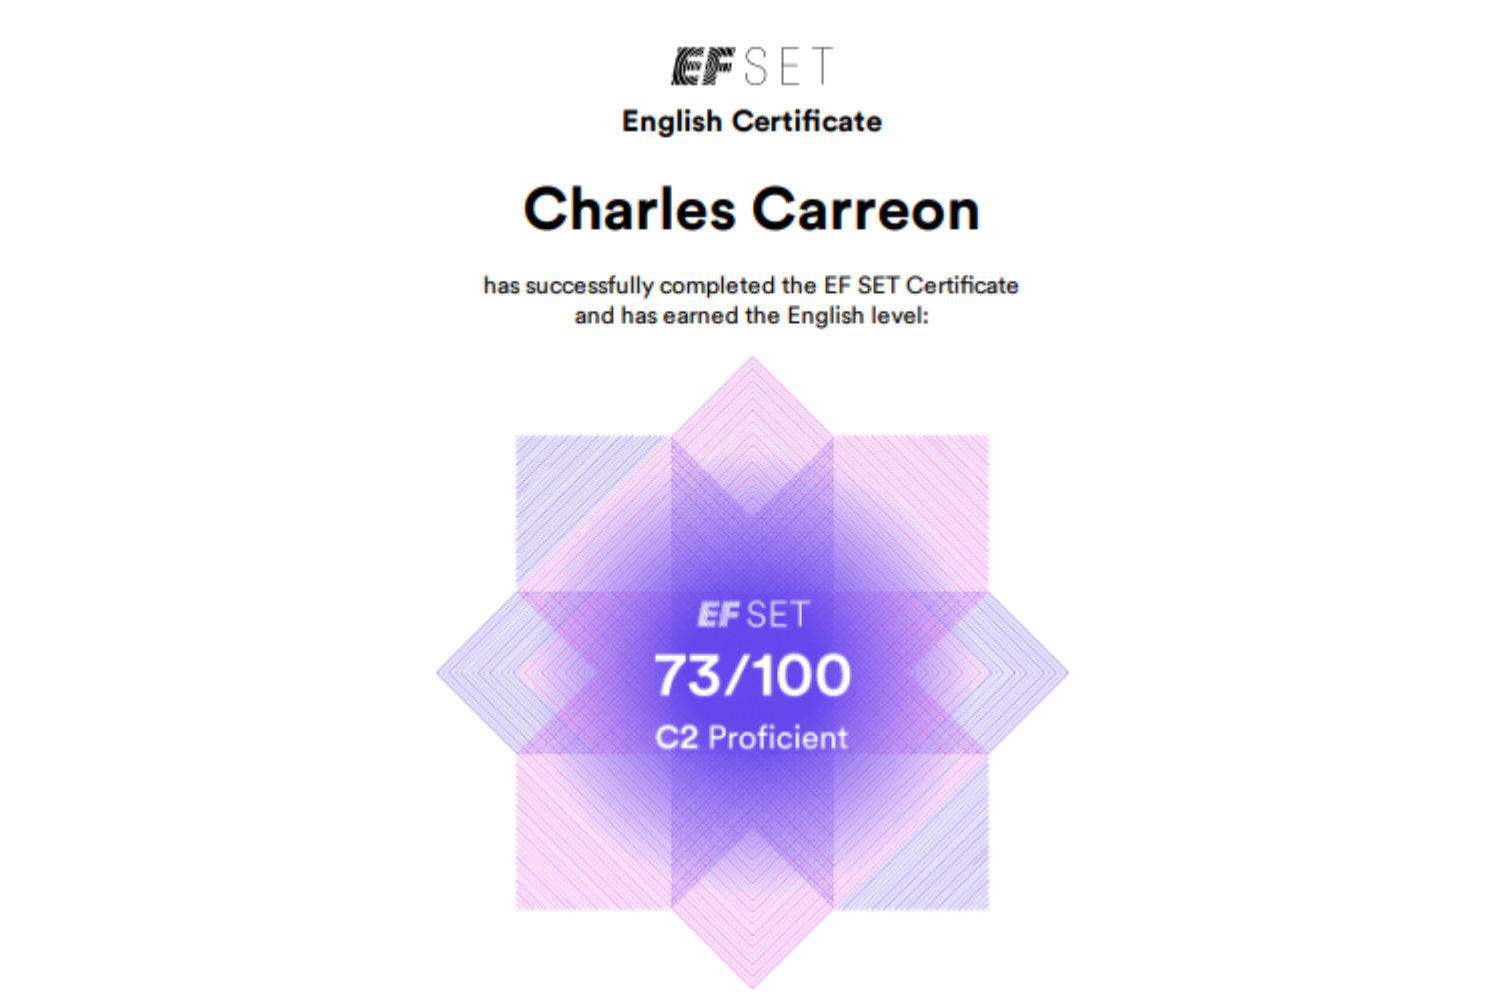 EF SET
English Certificate
Charles Carreon
has successfully completed the EF SET Certificate
and has earned the English level:
EF SET
73/100
C2 Proficient